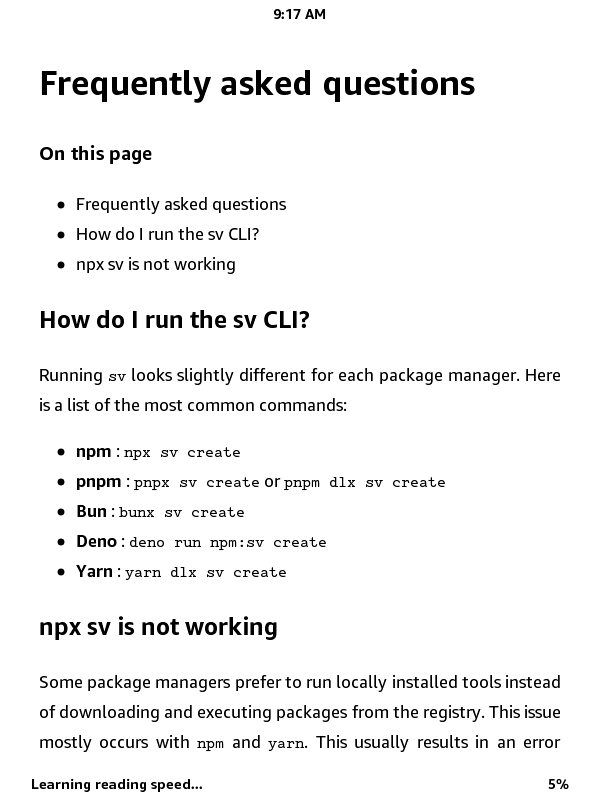 9:17 AM
Frequently asked questions
On this page
• Frequently asked questions
• How do I run the sv CLI?
• npx sv is not working
How do I run the sv CLI?
Running sv looks slightly different for each package manager. Here
is a list of the most common commands:
• npm : npx sv create
• pnpm : pnpx sv create or pnpm dlx sv create
• Bun : bunx sv create
• Deno : deno run npm:sv create
• Yarn : yarn dlx sv create
npx sv is not working
Some package managers prefer to run locally installed tools instead
of downloading and executing packages from the registry. This issue
mostly occurs with npm and yarn. This usually results in an error
Learning reading speed... 5%